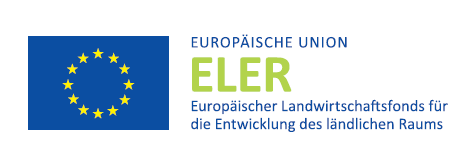 EUROPÄISCHE UNION
ELER
Europäischer Landwirtschaftsfonds für
die Entwicklung des ländlichen Raums